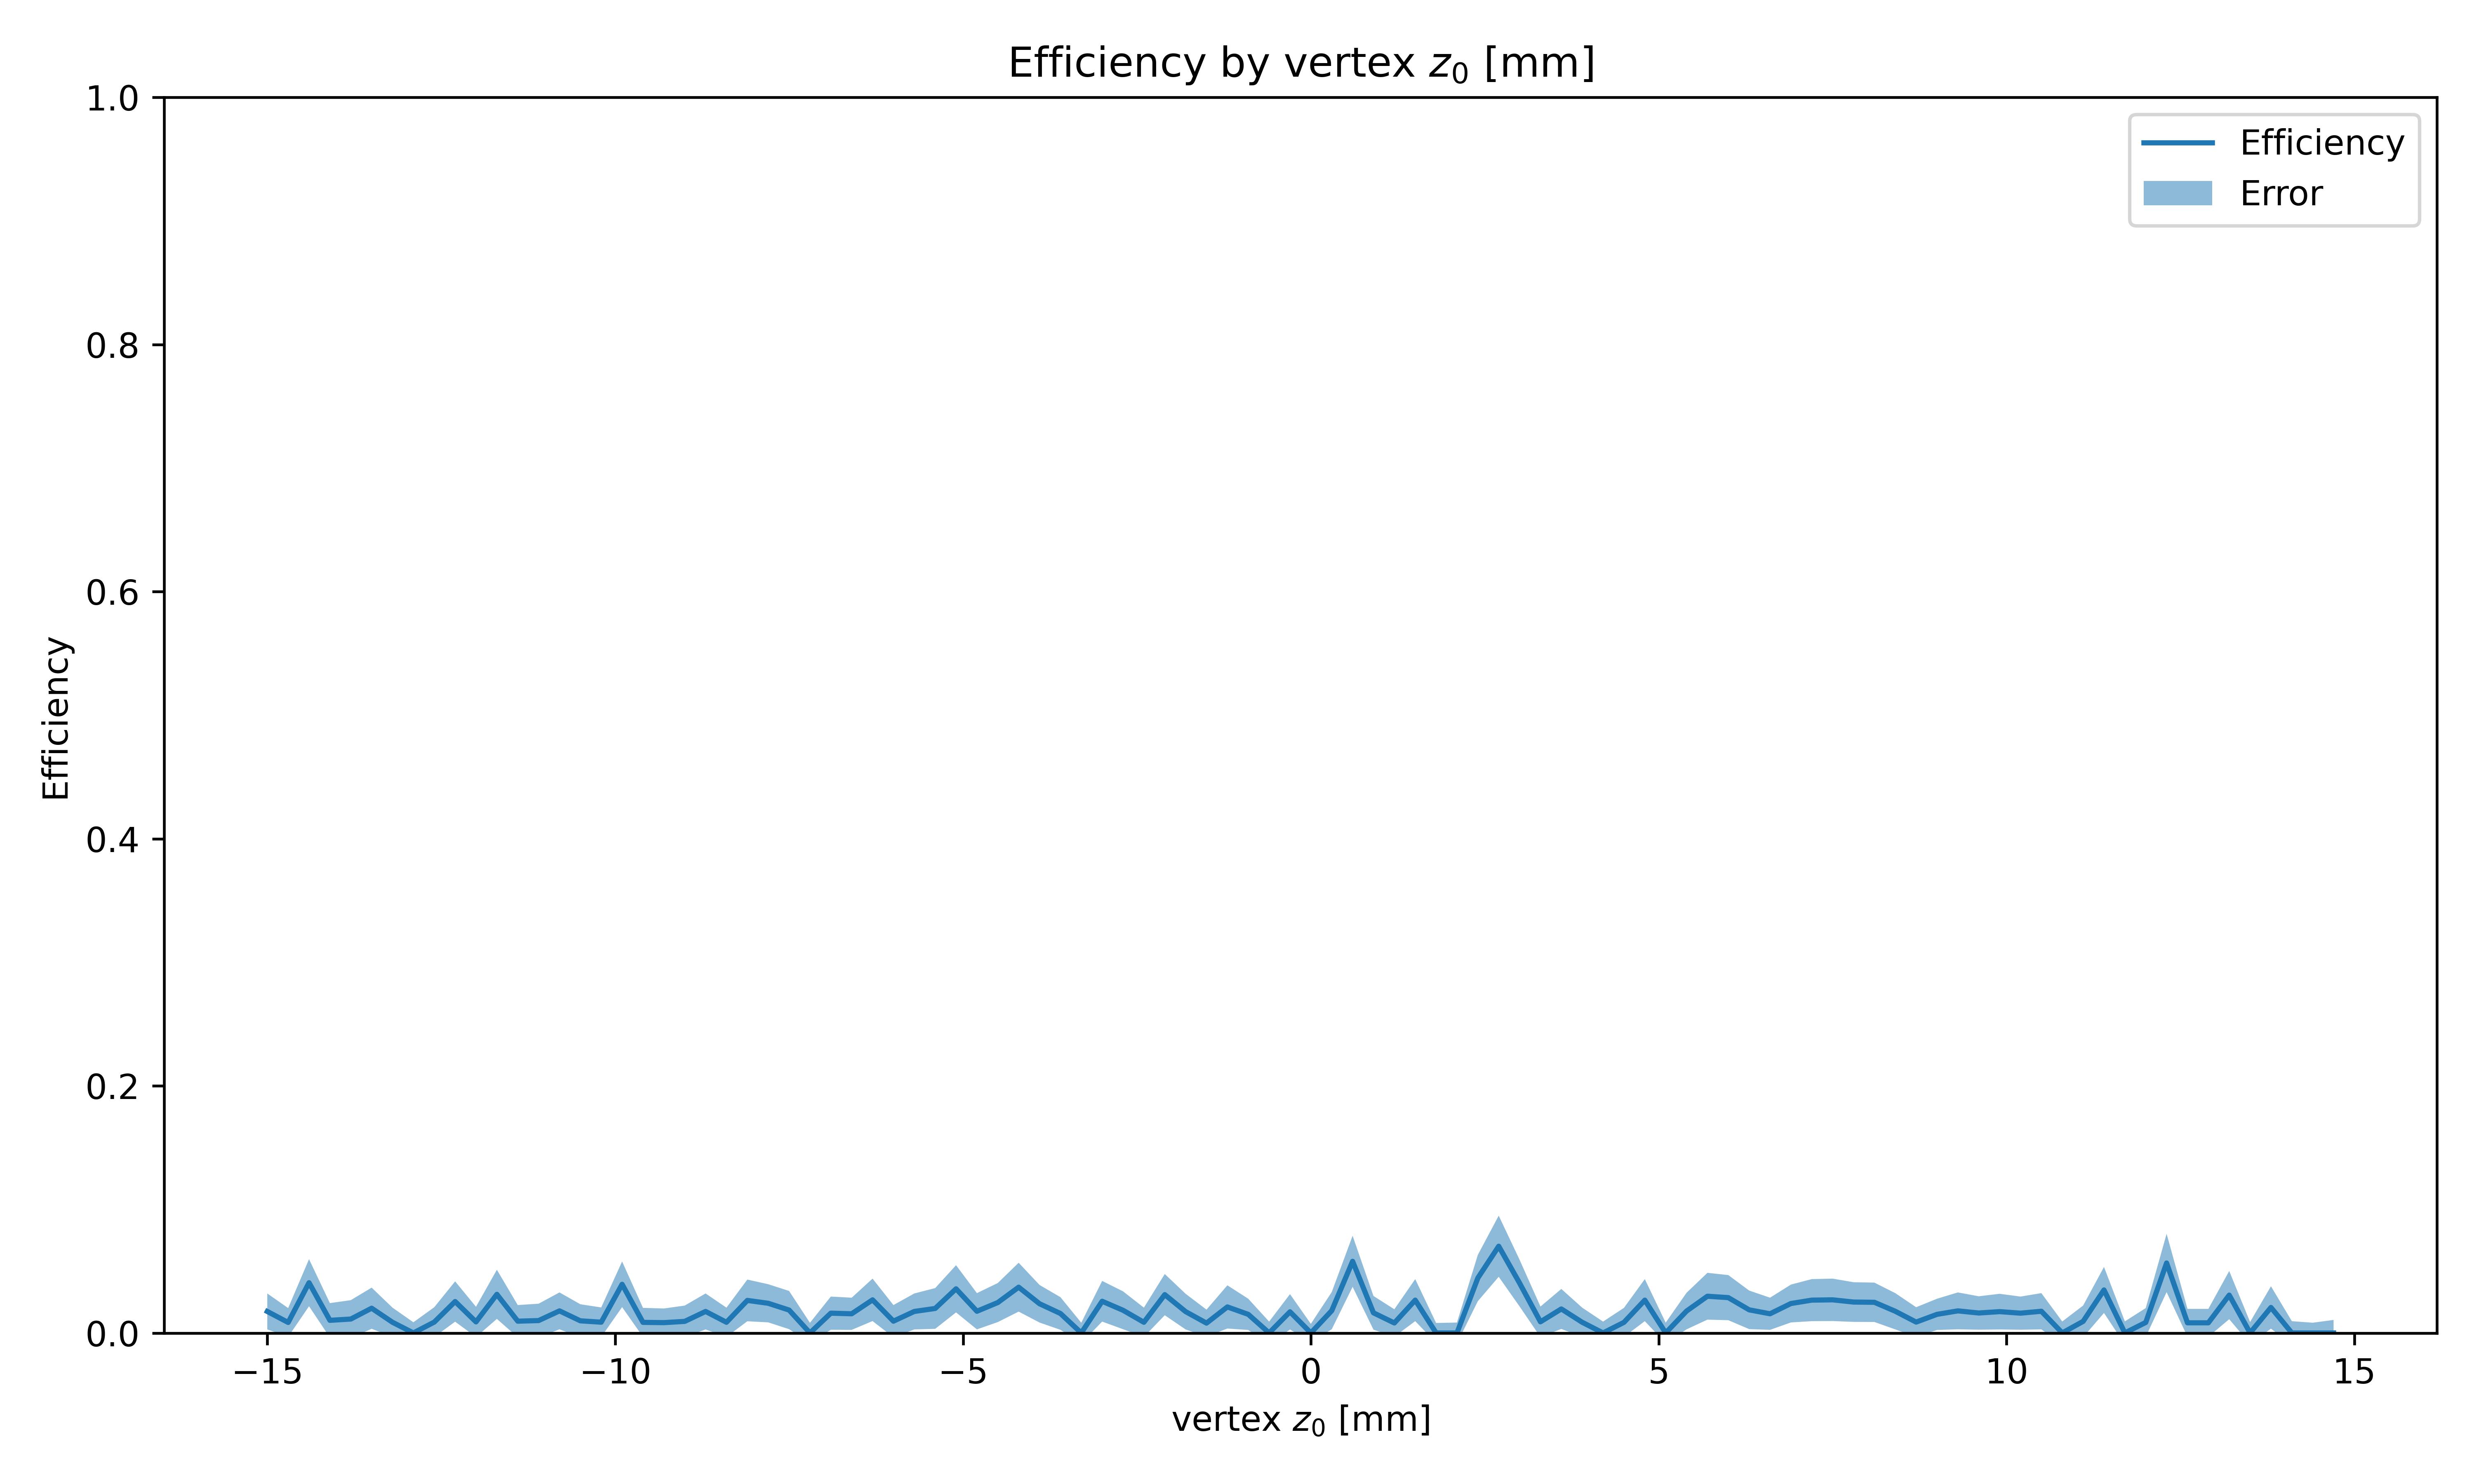 Efficiency by vertex z₀ [mm]
Efficiency
Error
1.0
0.8
0.6
0.4
0.2
0.0
Efficiency
−15 −10 −5 0 5 10 15
vertex z₀ [mm]